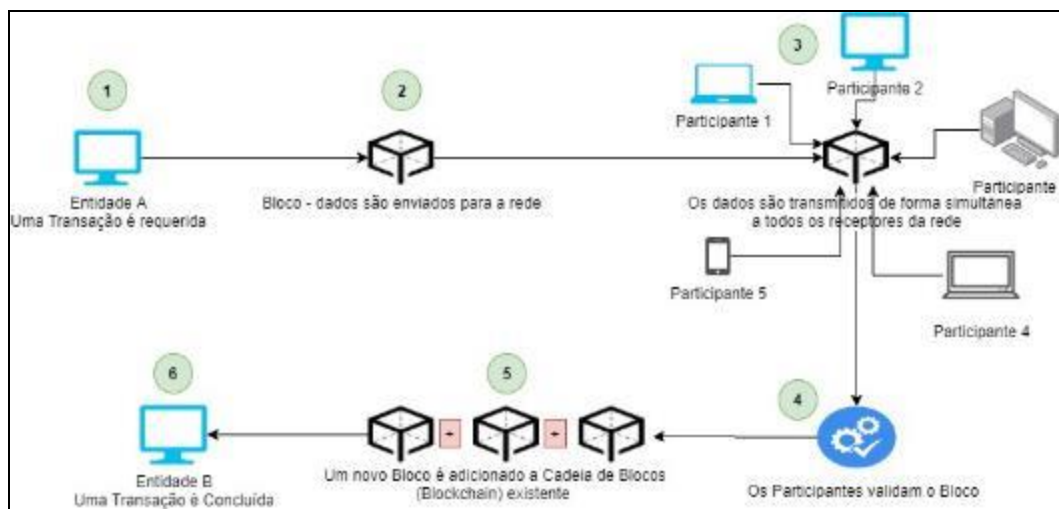 1
Entidade A
Uma Transação é requerida
2
Bloco - dados são enviados para a rede
3
Participante 1
Participante 2
Participante
Os dados são transmitidos de forma simultânea
a todos os receptores da rede
Participante 5
Participante 4
4
Os Participantes validam o Bloco
5
Um novo Bloco é adicionado a Cadeia de Blocos
(Blockchain) existente
6
Entidade B
Uma Transação é Concluída